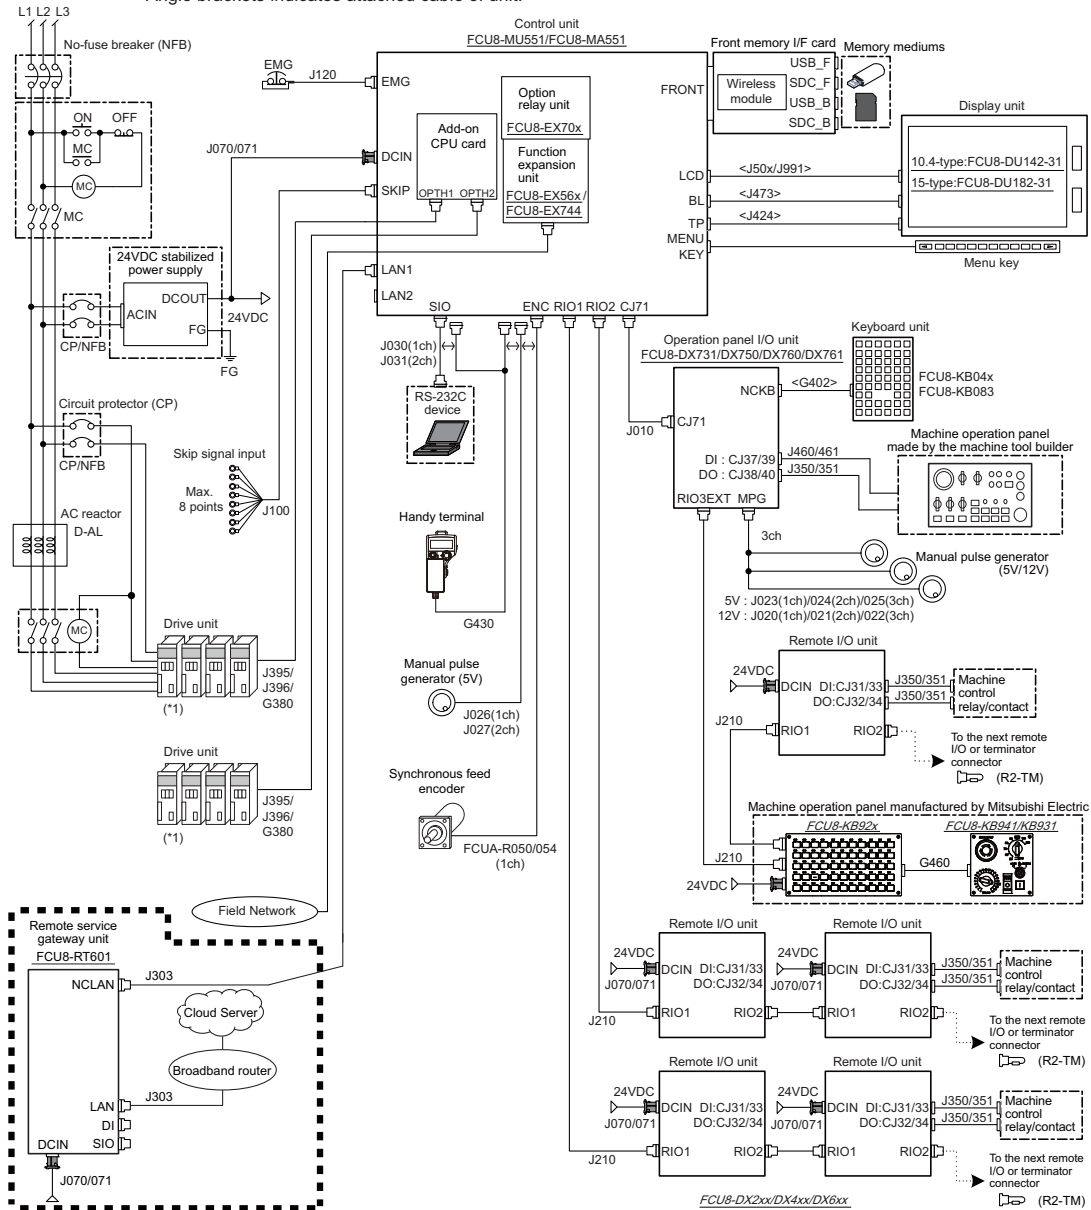 Angle brackets indicates attached cable or unit.
L1 L2 L3
No-fuse breaker (NFB)
ON OFF
MC
MC
MC
24VDC stabilized
power supply
DCOUT
ACIN
FG
24VDC
FG
CP/NFB
Circuit protector (CP)
CP/NFB
AC reactor
D-AL
MC
Drive unit
(*1)
J395/
J396/
G380
Drive unit
(*1)
J395/
J396/
G380
Skip signal input
Max.
8 points
J100
EMG
J120
J070/071
Control unit
FCU8-MU551/FCU8-MA551
EMG
DCIN
SKIP
LAN1
LAN2
Add-on
CPU card
OPTH1 OPTH2
Option
relay unit
FCU8-EX70x
Function
expansion
unit
FCU8-EX56x /
FCU8-EX744
FRONT
LCD
BL
TP
MENU
KEY
SIO
ENC RIO1 RIO2 CJ71
Front memory I/F card
Wireless
module
USB_F
SDC_F
USB_B
SDC_B
Memory mediums
Display unit
10.4-type:FCU8-DU142-31
15-type:FCU8-DU182-31
<J50x/J991>
<J473>
<J424>
Menu key
J030(1ch)
J031(2ch)
RS-232C
device
Handy terminal
G430
Manual pulse
generator (5V)
J026(1ch)
J027(2ch)
Synchronous feed
encoder
FCUA-R050/054
(1ch)
Operation panel I/O unit
FCU8-DX731/DX750/DX760/DX761
J010
CJ71
NCKB
DI : CJ37/39
DO : CJ38/40
RIO3EXT MPG
<G402>
Keyboard unit
FCU8-KB04x
FCU8-KB083
J460/461
J350/351
Machine operation panel
made by the machine tool builder
3ch
Manual pulse generator
(5V/12V)
5V : J023(1ch)/024(2ch)/025(3ch)
12V : J020(1ch)/021(2ch)/022(3ch)
Remote I/O unit
24VDC
DCIN DI:CJ31/33
DO:CJ32/34
J350/351
J350/351
Machine
control
relay/contact
J210
RIO1 RIO2
To the next remote
I/O or terminator
connector
(R2-TM)
Machine operation panel manufactured by Mitsubishi Electric
FCU8-KB92x
FCU8-KB941/KB931
J210
G460
24VDC
Field Network
Remote service
gateway unit
FCU8-RT601
NCLAN
J303
Cloud Server
Broadband router
LAN
J303
DI
SIO
DCIN
J070/071
Remote I/O unit
Remote I/O unit
24VDC
DCIN DI:CJ31/33
J070/071
DO:CJ32/34
24VDC
DCIN DI:CJ31/33
J070/071
DO:CJ32/34
J350/351
J350/351
Machine
control
relay/contact
J210
RIO1 RIO2
RIO1 RIO2
To the next remote
I/O or terminator
connector
(R2-TM)
Remote I/O unit
Remote I/O unit
24VDC
DCIN DI:CJ31/33
J070/071
DO:CJ32/34
24VDC
DCIN DI:CJ31/33
J070/071
DO:CJ32/34
J350/351
J350/351
Machine
control
relay/contact
J210
RIO1 RIO2
RIO1 RIO2
To the next remote
I/O or terminator
connector
(R2-TM)
FCU8-DX2xx/DX4xx/DX6xx